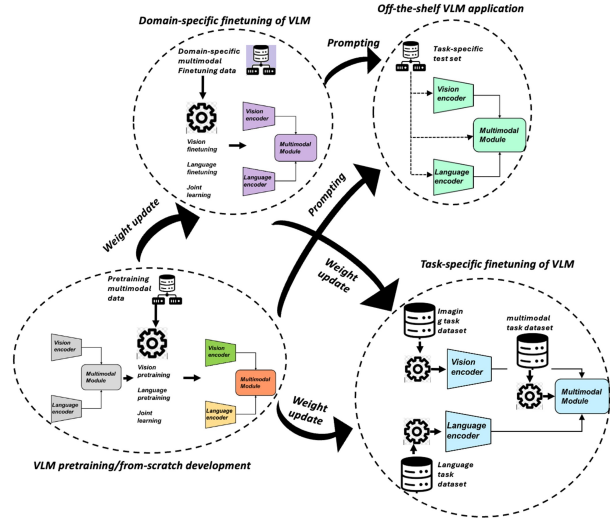 Domain-specific finetuning of VLM
Domain-specific
multimodal
Finetuning data
Vision
finetuning
Language
finetuning
Joint
learning
Vision
encoder
Multimodal
Module
Language
encoder
Prompting
Off-the-shelf VLM application
Task-specific
test set
Vision
encoder
Multimodal
Module
Language
encoder
Weight update
Prompting
Weight
update
Weight
update
Pretraining
multimodal
data
Vision
encoder
Multimodal
Module
Language
encoder
Vision
pretraining
Language
pretraining
Joint
learning
Vision
encoder
Multimodal
Module
Language
encoder
VLM pretraining/from-scratch development
Task-specific finetuning of VLM
Imagin
g task
dataset
multimodal
task dataset
Vision
encoder
Multimodal
Module
Language
encoder
Language
task
dataset